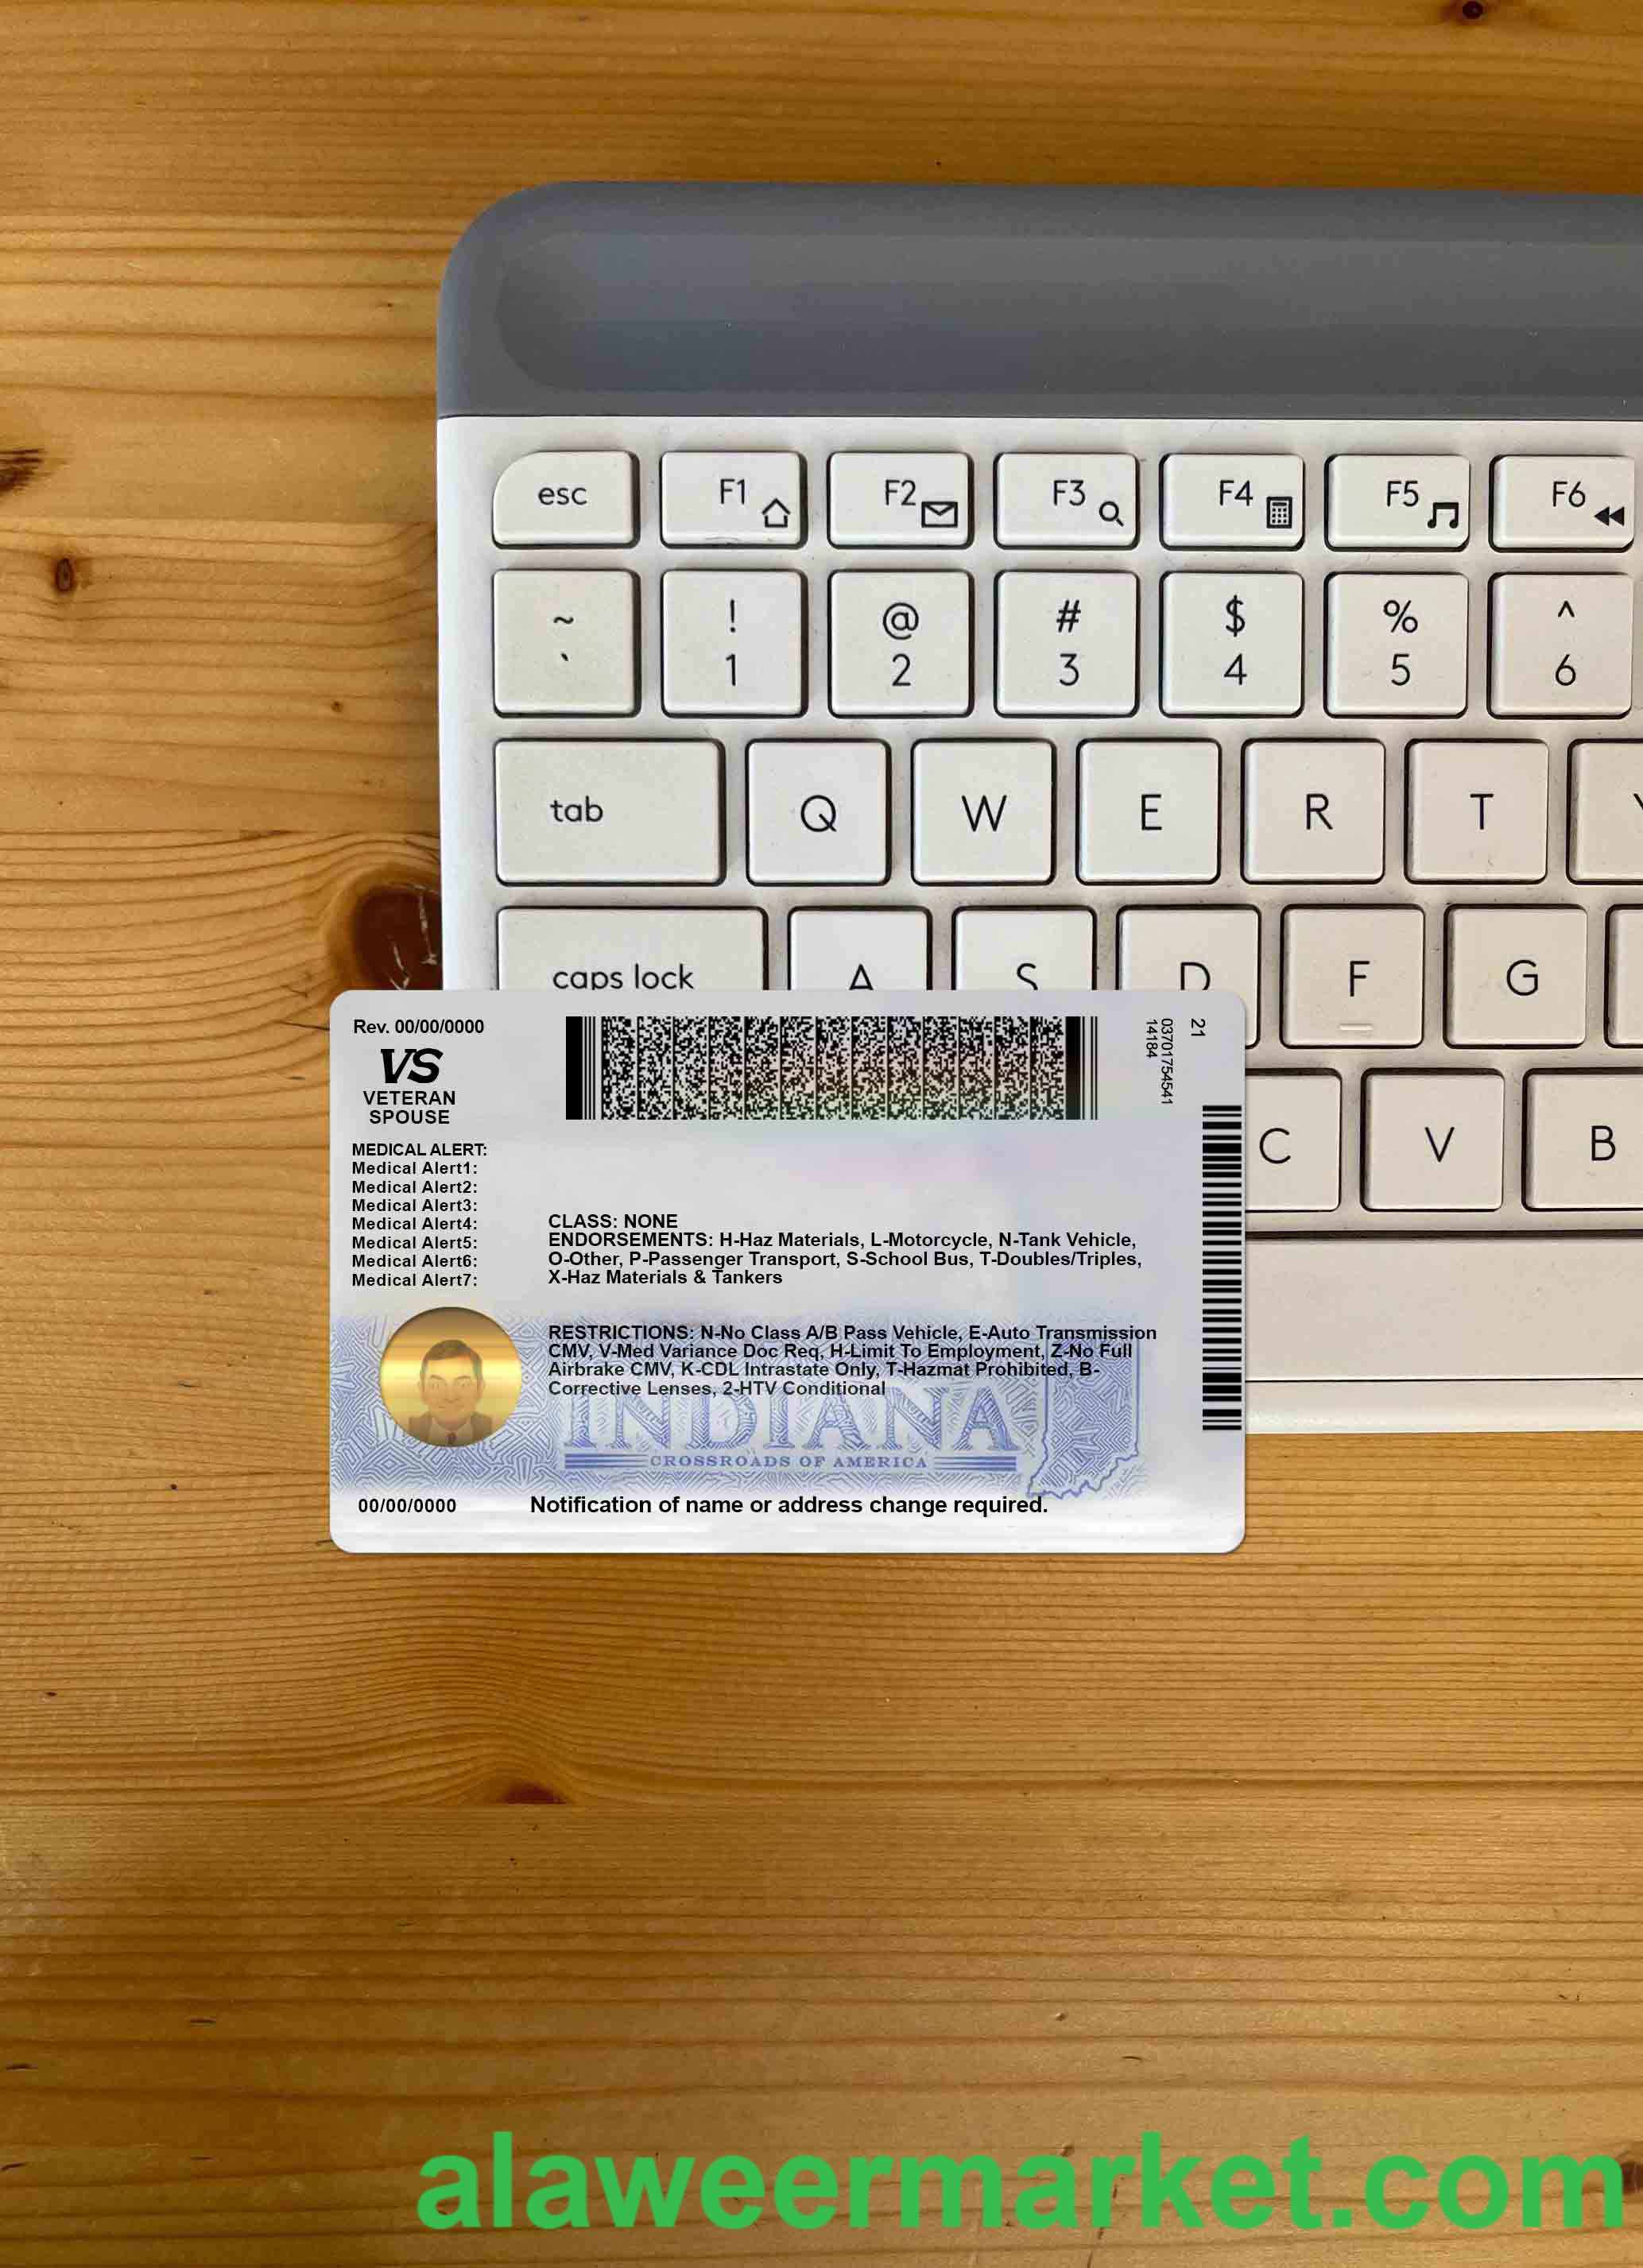 esc F1 F2 F3 F4 F5 F6
~ ! @ # $ % ^
` 1 2 3 4 5 6
tab Q W E R T
caps lock A S D F G
C V B
Rev. 00/00/0000
VS
VETERAN
SPOUSE
MEDICAL ALERT:
Medical Alert1:
Medical Alert2:
Medical Alert3:
Medical Alert4:
Medical Alert5:
Medical Alert6:
Medical Alert7:
21
0370175454​1
14184
CLASS: NONE
ENDORSEMENTS: H-Haz Materials, L-Motorcycle, N-Tank Vehicle,
O-Other, P-Passenger Transport, S-School Bus, T-Doubles/Triples,
X-Haz Materials & Tankers
RESTRICTIONS: N-No Class A/B Pass Vehicle, E-Auto Transmission
CMV, V-Med Variance Doc Req, H-Limit To Employment, Z-No Full
Airbrake CMV, K-CDL Intrastate Only, T-Hazmat Prohibited, B-
Corrective Lenses, 2-HTV Conditional
INDIANA
CROSSROADS OF AMERICA
00/00/0000
Notification of name or address change required.
alaweermarket.com